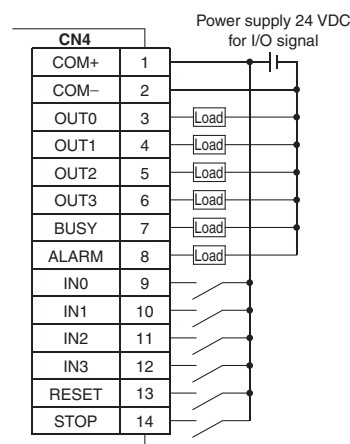 Power supply 24 VDC
for I/O signal
CN4
COM+ 1
COM− 2
OUT0 3 Load
OUT1 4 Load
OUT2 5 Load
OUT3 6 Load
BUSY 7 Load
ALARM 8 Load
IN0 9
IN1 10
IN2 11
IN3 12
RESET 13
STOP 14